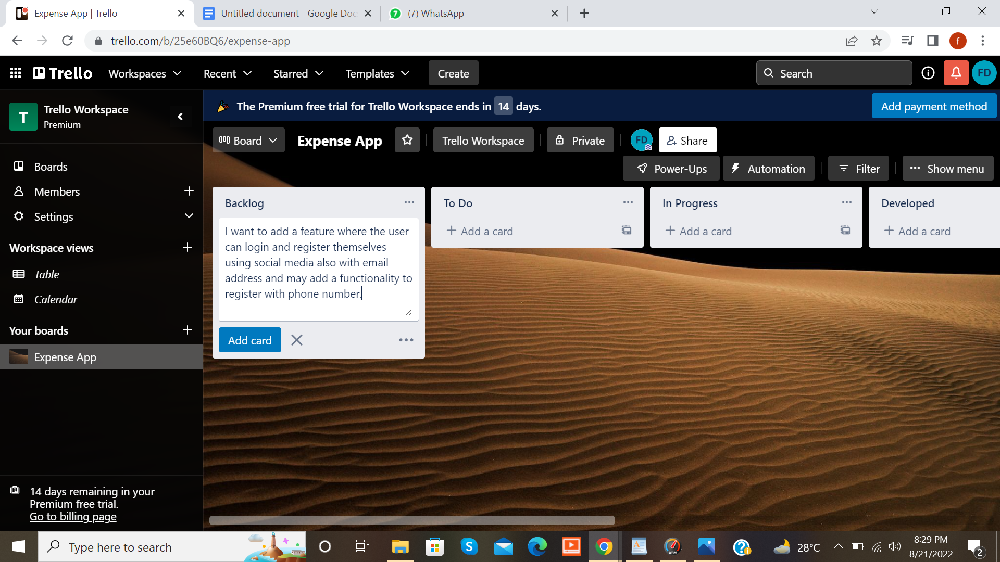 Expense App | Trello
Untitled document - Google Doc
(7) WhatsApp
trello.com/b/25e60BQ6/expense-app
f
Trello
Workspaces
Recent
Starred
Templates
Create
Search
FD
T
Trello Workspace
Premium
The Premium free trial for Trello Workspace ends in 14 days.
Add payment method
Board
Expense App
Trello Workspace
Private
FD
Share
Power-Ups
Automation
Filter
Show menu
Boards
Members
Settings
Workspace views
Table
Calendar
Your boards
Expense App
Backlog
I want to add a feature where the user
can login and register themselves
using social media also with email
address and may add a functionality to
register with phone number.
Add card
To Do
Add a card
In Progress
Add a card
Developed
Add a card
14 days remaining in your
Premium free trial.
Go to billing page
Type here to search
28°C
8:29 PM
8/21/2022
2